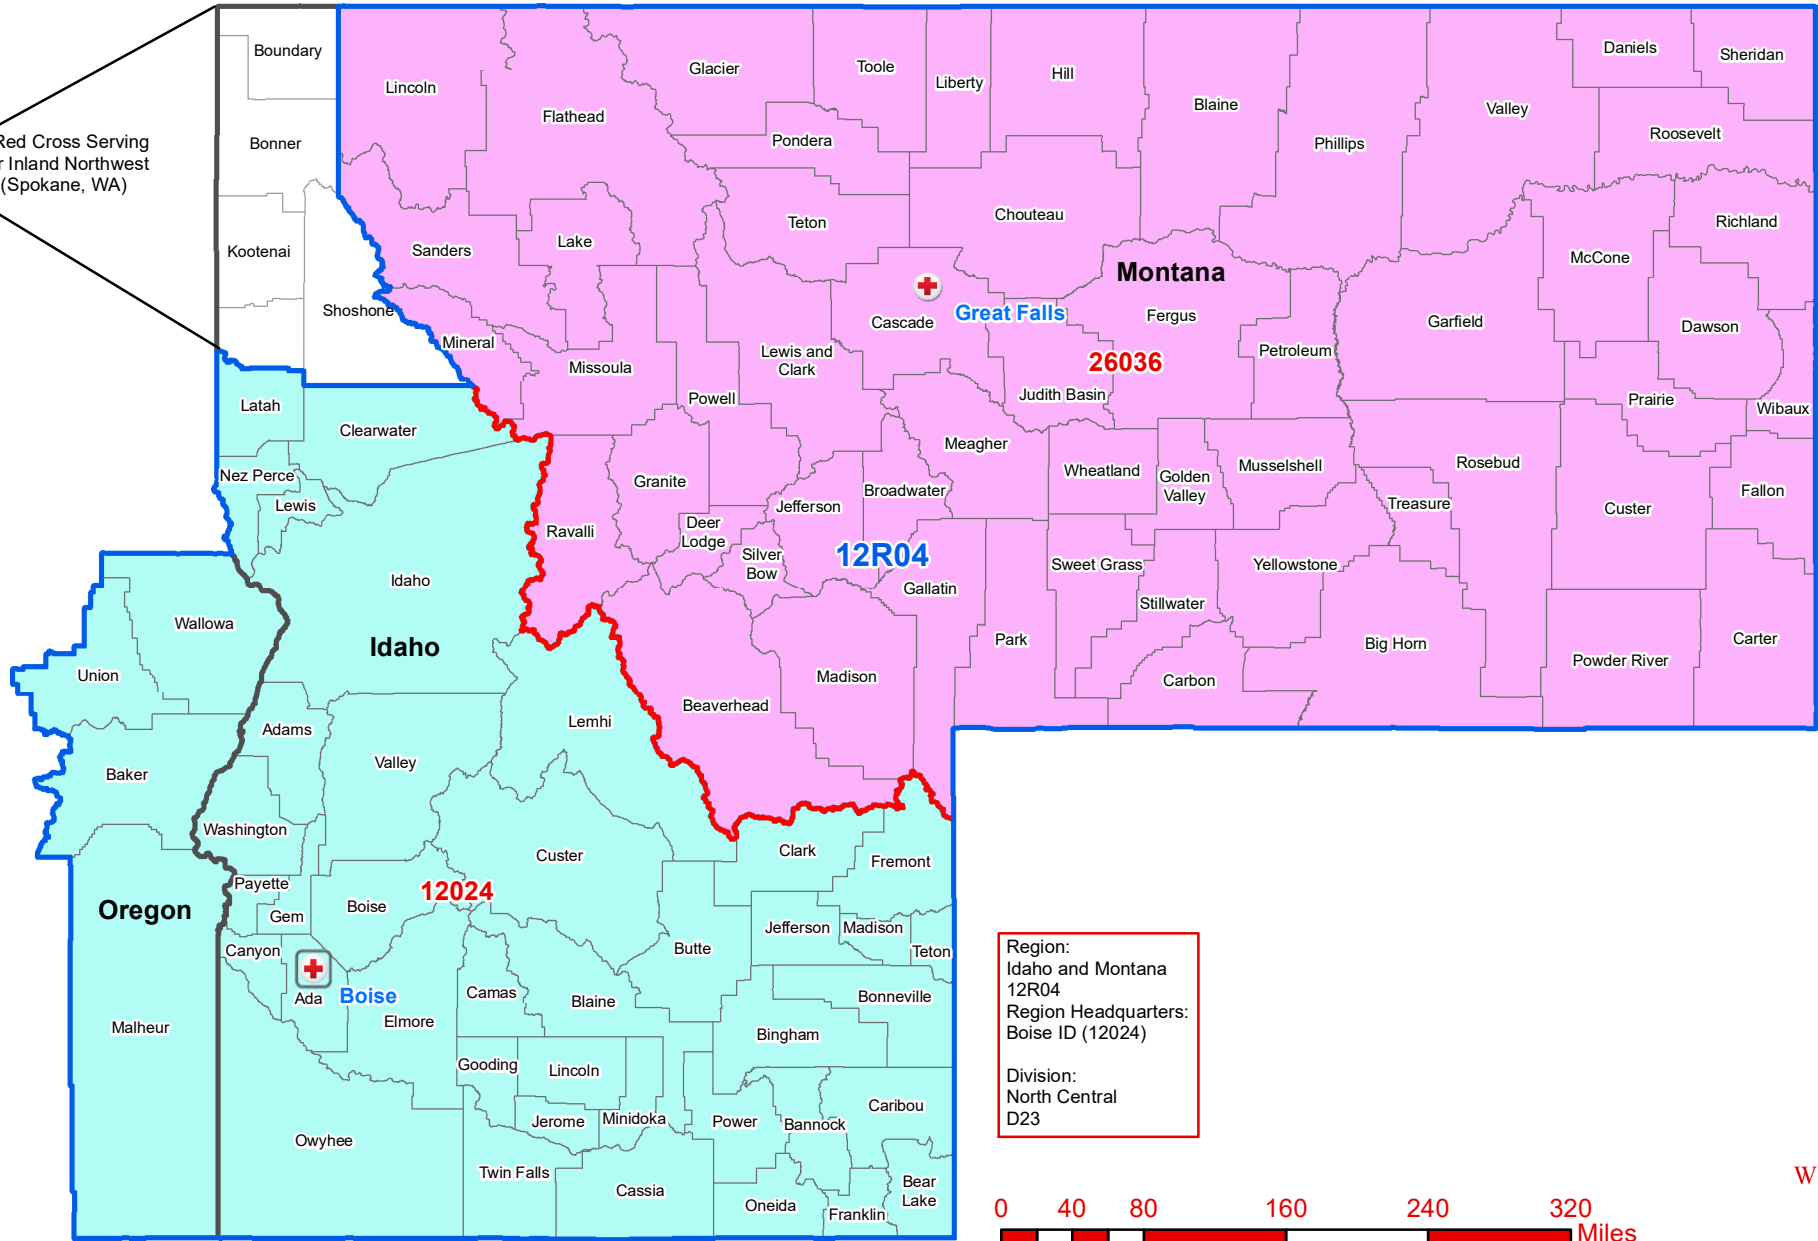 Boundary
Bonner
Red Cross Serving
r Inland Northwest
(Spokane, WA)
Kootenai
Shoshone
Lincoln
Flathead
Glacier
Toole
Liberty
Hill
Blaine
Phillips
Valley
Daniels
Sheridan
Roosevelt
Pondera
Teton
Chouteau
Richland
McCone
Sanders
Lake
Montana
Great Falls
Cascade
Fergus
Garfield
Dawson
Mineral
Missoula
Lewis and
Clark
26036
Petroleum
Powell
Judith Basin
Prairie
Wibaux
Latah
Clearwater
Meagher
Wheatland
Golden
Valley
Musselshell
Rosebud
Nez Perce
Lewis
Granite
Broadwater
Jefferson
Treasure
Custer
Fallon
Ravalli
Deer
Lodge
Silver
Bow
12R04
Gallatin
Sweet Grass
Yellowstone
Stillwater
Idaho
Wallowa
Idaho
Park
Big Horn
Powder River
Carter
Union
Madison
Carbon
Beaverhead
Adams
Lemhi
Valley
Baker
Washington
Custer
Clark
Fremont
Payette
12024
Oregon
Boise
Gem
Jefferson
Madison
Canyon
Butte
Teton
Ada
Boise
Camas
Blaine
Bonneville
Elmore
Malheur
Bingham
Gooding
Lincoln
Jerome
Minidoka
Power
Bannock
Caribou
Owyhee
Twin Falls
Cassia
Oneida
Franklin
Bear
Lake
Region:
Idaho and Montana
12R04
Region Headquarters:
Boise ID (12024)
Division:
North Central
D23
W
0 40 80 160 240 320
Miles